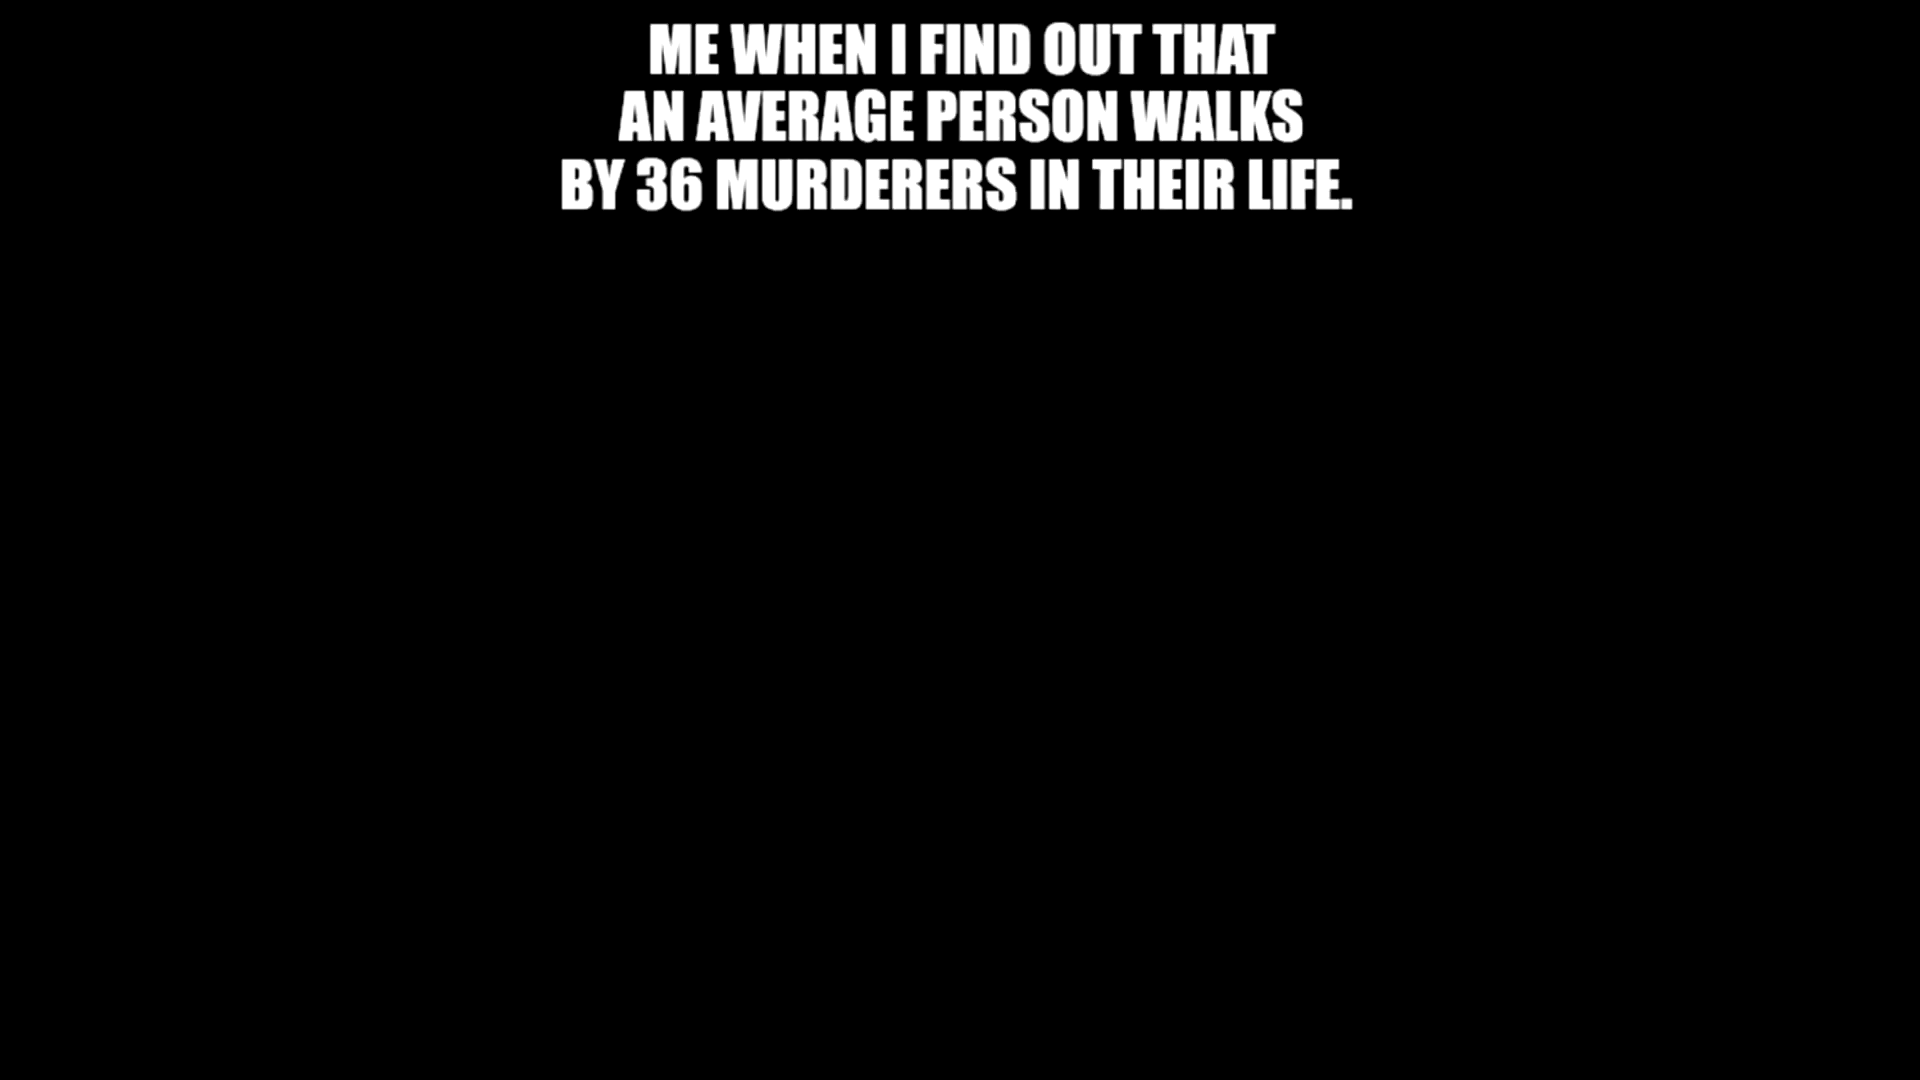 ME WHEN I FIND OUT THAT
AN AVERAGE PERSON WALKS
BY 36 MURDERERS IN THEIR LIFE.